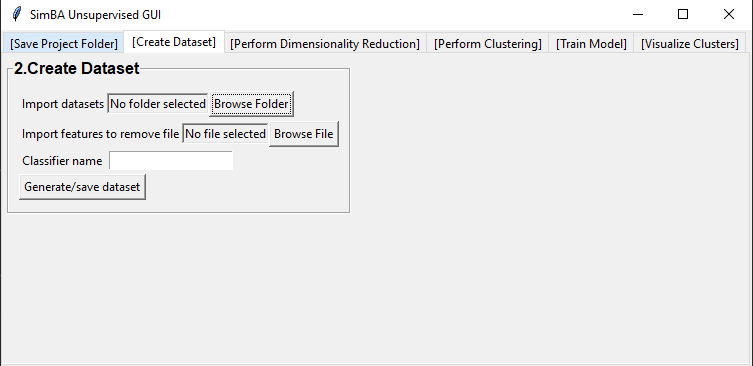 SimBA Unsupervised GUI
[Save Project Folder] [Create Dataset] [Perform Dimensionality Reduction] [Perform Clustering] [Train Model] [Visualize Clusters]
2.Create Dataset
Import datasets No folder selected Browse Folder
Import features to remove file No file selected Browse File
Classifier name
Generate/save dataset